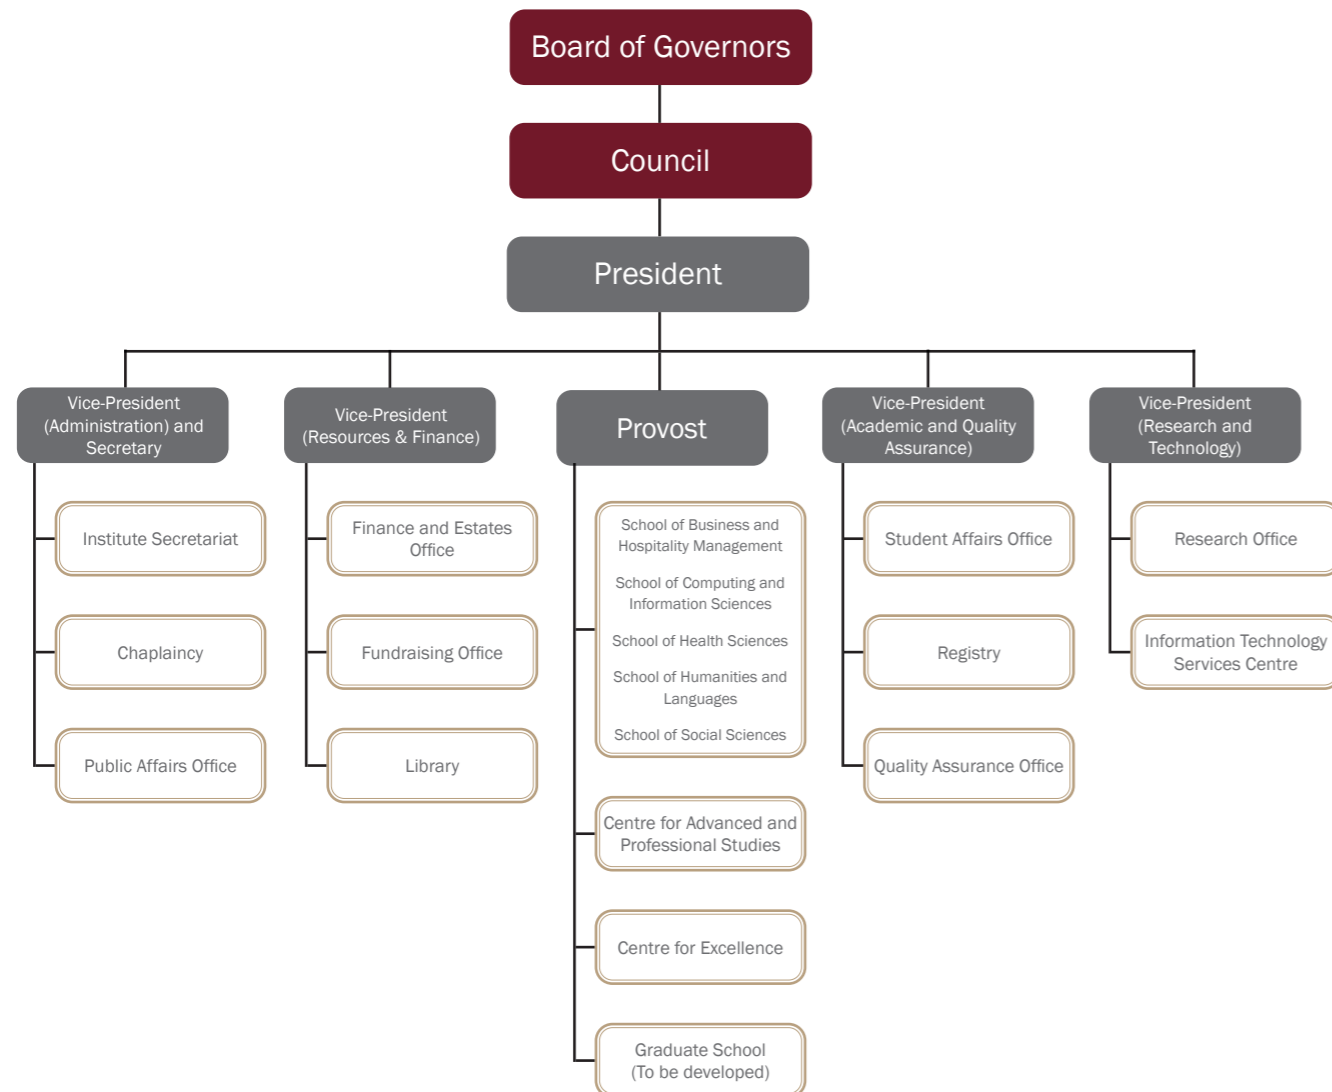 Board of Governors
Council
President
Vice-President
(Administration) and
Secretary
Institute Secretariat
Chaplaincy
Public Affairs Office
Vice-President
(Resources & Finance)
Finance and Estates
Office
Fundraising Office
Library
Provost
School of Business and
Hospitality Management
School of Computing and
Information Sciences
School of Health Sciences
School of Humanities and
Languages
School of Social Sciences
Centre for Advanced and
Professional Studies
Centre for Excellence
Graduate School
(To be developed)
Vice-President
(Academic and Quality
Assurance)
Student Affairs Office
Registry
Quality Assurance Office
Vice-President
(Research and
Technology)
Research Office
Information Technology
Services Centre